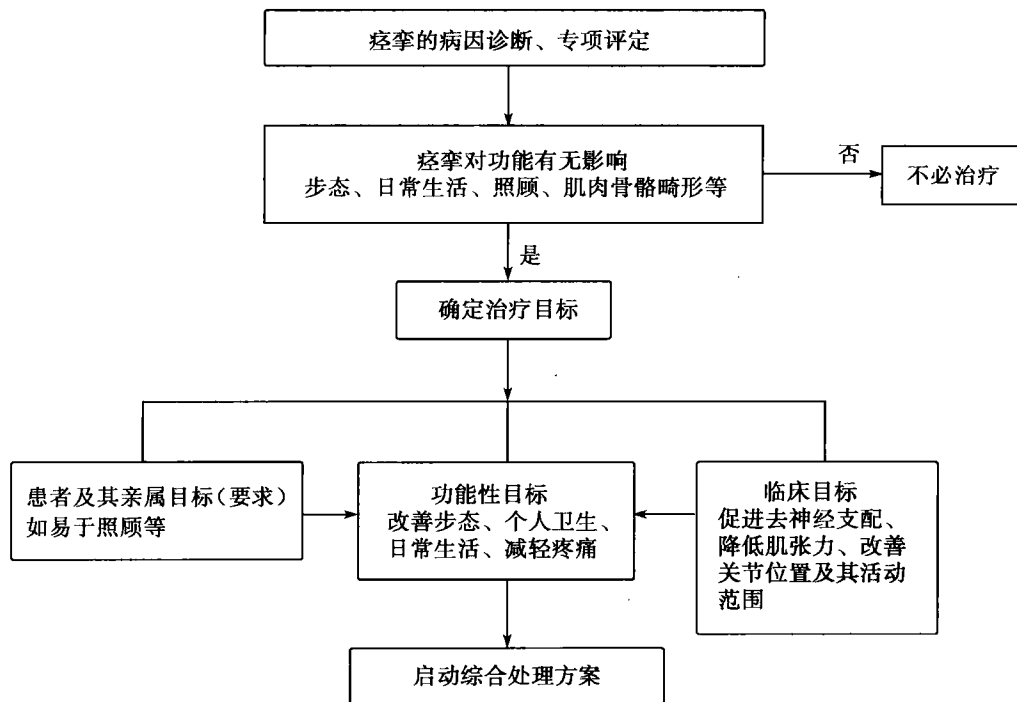 痉挛的病因诊断、专项评定
痉挛对功能有无影响
步态、日常生活、照顾、肌肉骨骼畸形等
否
不必治疗
是
确定治疗目标
患者及其亲属目标(要求)
如易于照顾等
功能性目标
改善步态、个人卫生、
日常生活、减轻疼痛
临床目标
促进去神经支配、
降低肌张力、改善
关节位置及其活动
范围
启动综合处理方案